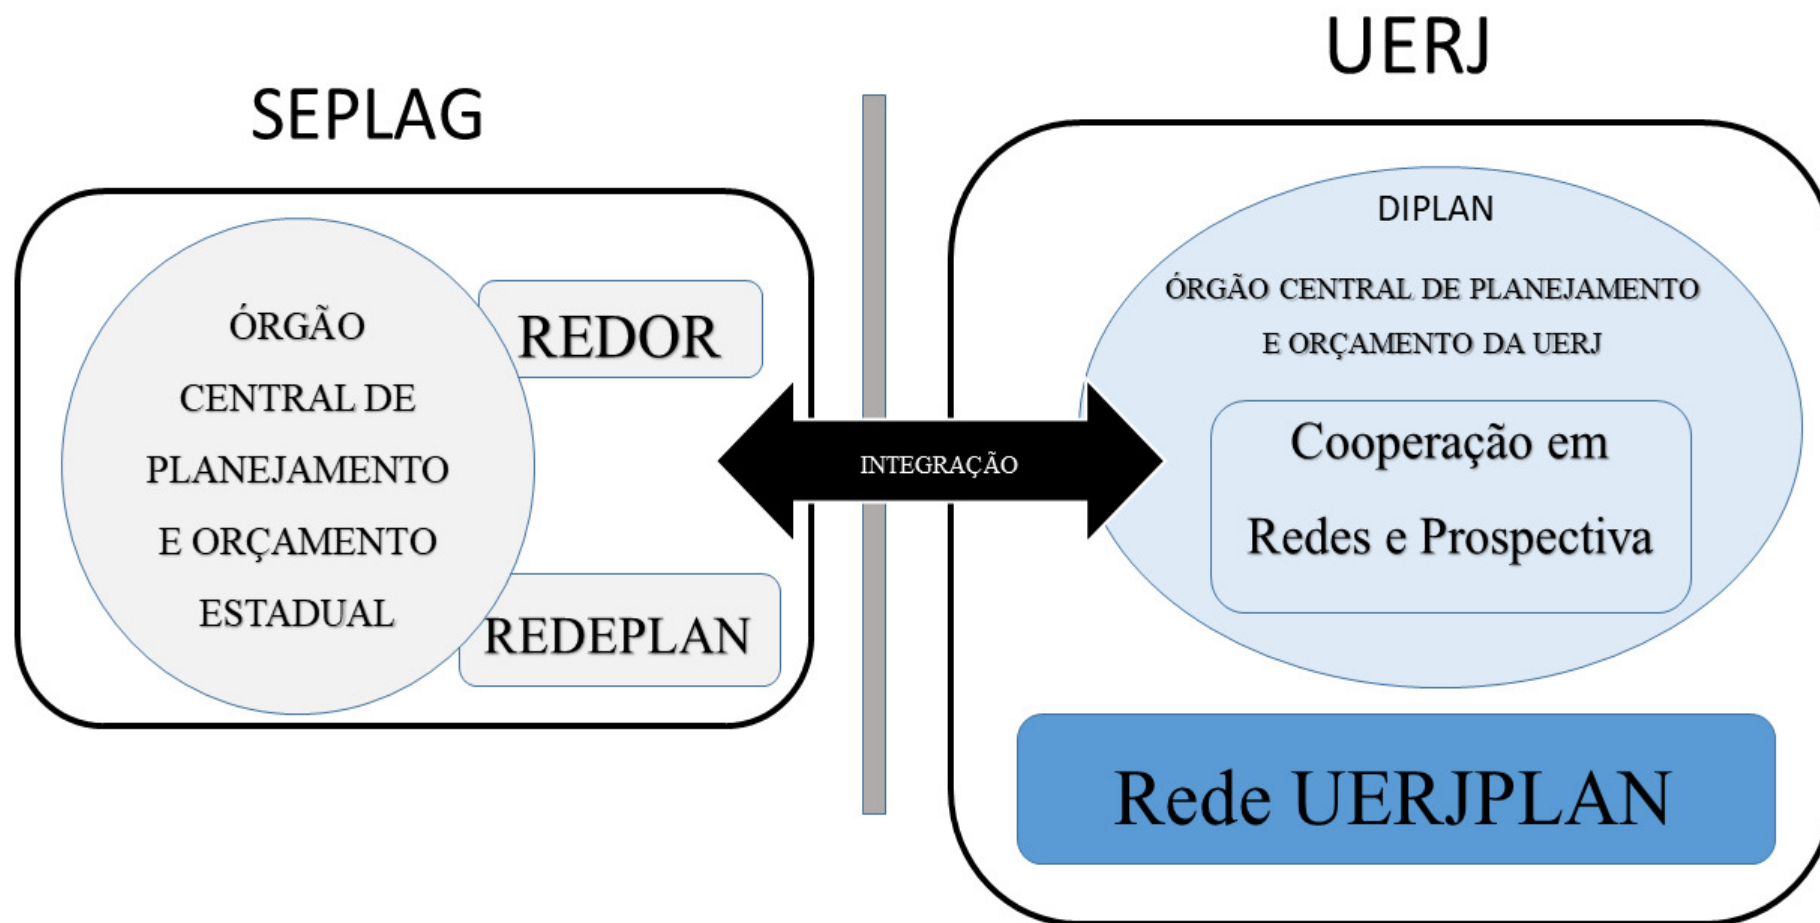 SEPLAG
ÓRGÃO
CENTRAL DE
PLANEJAMENTO
E ORÇAMENTO
ESTADUAL
REDOR
REDEPLAN
INTEGRAÇÃO
UERJ
DIPLAN
ÓRGÃO CENTRAL DE PLANEJAMENTO
E ORÇAMENTO DA UERJ
Cooperação em
Redes e Prospectiva
Rede UERJPLAN